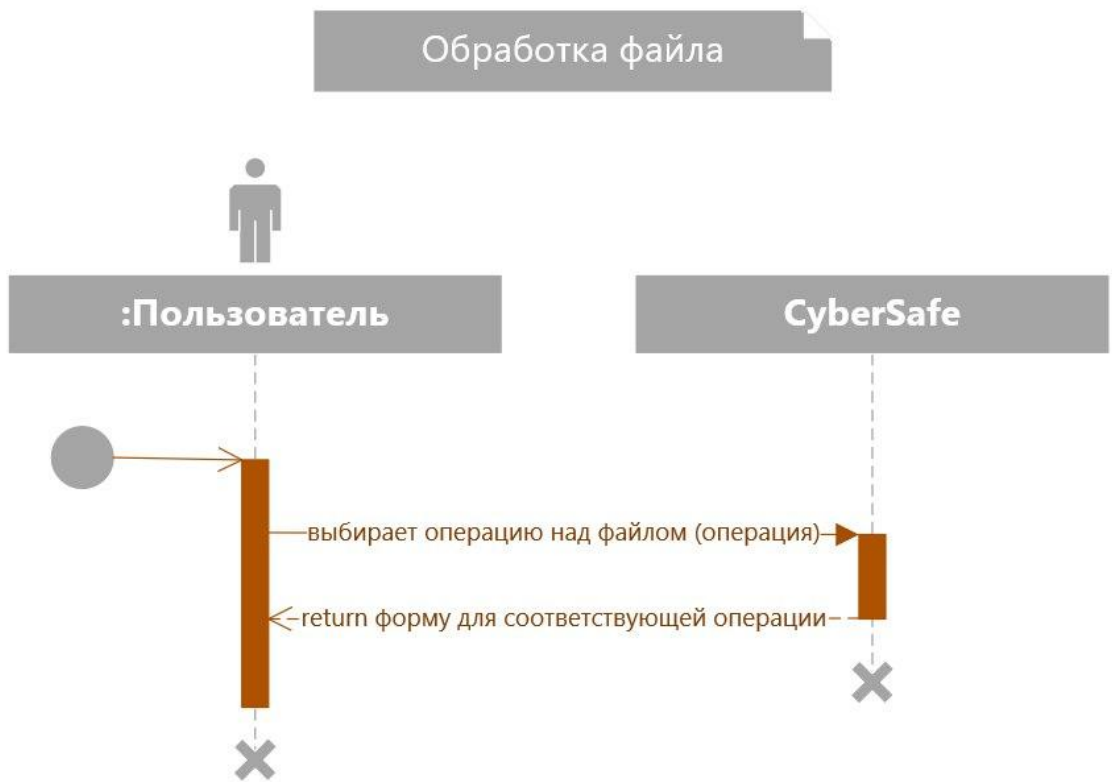 Обработка файла
:Пользователь
CyberSafe
выбирает операцию над файлом (операция)
return форму для соответствующей операции